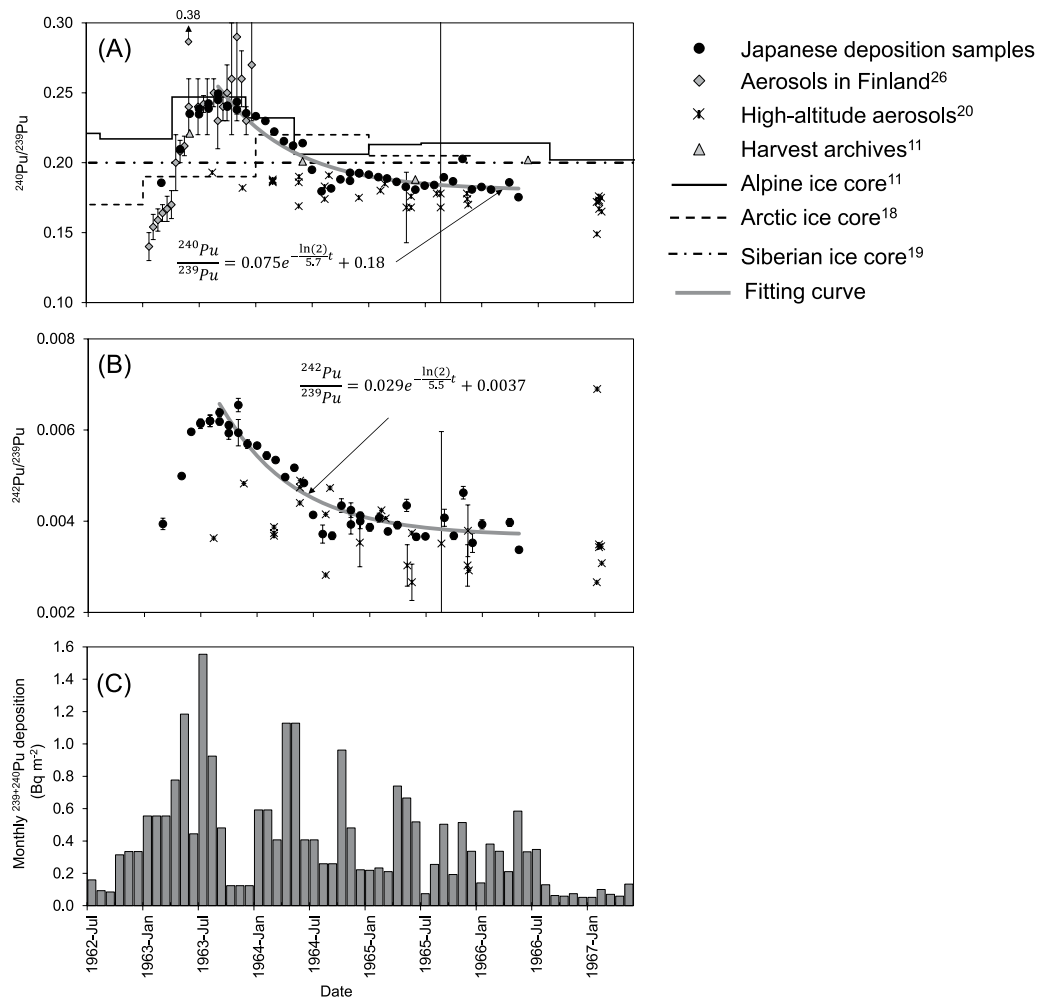 0.38
0.30
(A)
0.25
0.20
0.15
0.10
²⁴⁰Pu/²³⁹Pu
²⁴⁰Pu/²³⁹Pu = 0.075e^(-ln(2)/5.7 t) + 0.18
Japanese deposition samples
Aerosols in Finland²⁶
High-altitude aerosols²⁰
Harvest archives¹¹
Alpine ice core¹¹
Arctic ice core¹⁸
Siberian ice core¹⁹
Fitting curve
0.008
(B)
0.006
0.004
0.002
²⁴²Pu/²³⁹Pu
²⁴²Pu/²³⁹Pu = 0.029e^(-ln(2)/5.5 t) + 0.0037
1.6
(C)
1.4
1.2
1.0
0.8
0.6
0.4
0.2
0.0
Monthly ²³⁹⁺²⁴⁰Pu deposition
(Bq m⁻²)
1962-Jul
1963-Jan
1963-Jul
1964-Jan
1964-Jul
1965-Jan
1965-Jul
1966-Jan
1966-Jul
1967-Jan
Date